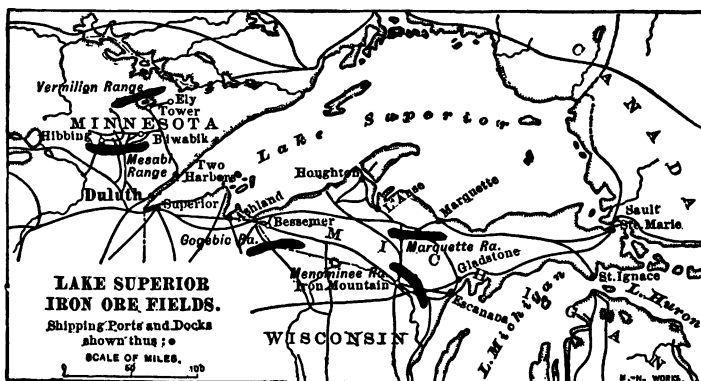 Vermilion Range
Ely
Tower
MINNESOTA
Hibbing
Biwabik
Mesabi
Range
Two
Harbors
Duluth
Superior
Lake Superior
CANADA
Houghton
L'Anse
Marquette
Ashland
Bessemer
Gogebic Ra.
Marquette Ra.
Sault
Ste. Marie
MICHIGAN
Gladstone
Menominee Ra.
Iron Mountain
Escanaba
St. Ignace
L. Huron
L. Michigan
WISCONSIN
LAKE SUPERIOR
IRON ORE FIELDS.
Shipping Ports and Docks
shown thus; ●
SCALE OF MILES.
0 50 100
M.-N. WORKS.